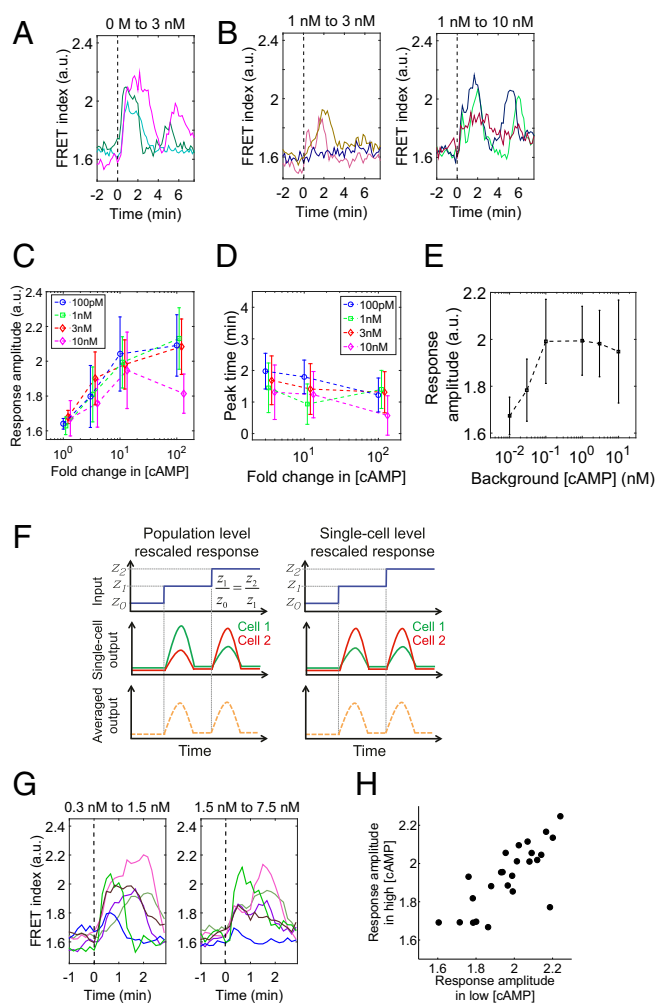 A
0 M to 3 nM
FRET index (a.u.)
2.4
2
1.6
-2 0 2 4 6
Time (min)
B
1 nM to 3 nM
FRET index (a.u.)
2.4
2
1.6
-2 0 2 4 6
Time (min)
1 nM to 10 nM
2.4
2
1.6
-2 0 2 4 6
Time (min)
C
Response amplitude (a.u.)
2.4
2.2
2
1.8
1.6
100pM
1nM
3nM
10nM
10^0 10^1 10^2
Fold change in [cAMP]
D
Peak time (min)
4
3
2
1
0
100pM
1nM
3nM
10nM
10^0 10^1 10^2
Fold change in [cAMP]
E
Response
amplitude (a.u.)
2.2
2
1.8
1.6
10^-2 10^-1 10^0 10^1
Background [cAMP] (nM)
F
Population level
rescaled response
Single-cell level
rescaled response
Input
Z2
Z1
Z0
z1/z0 = z2/z1
Z2
Z1
Z0
Single-cell
output
Cell 1
Cell 2
Cell 1
Cell 2
Averaged
output
Time
Time
G
0.3 nM to 1.5 nM
1.5 nM to 7.5 nM
FRET index (a.u.)
2.4
2.2
2
1.8
1.6
-1 0 1 2
Time (min)
2.4
2.2
2
1.8
1.6
-1 0 1 2
Time (min)
H
Response amplitude
in high [cAMP]
2.2
2.0
1.8
1.6
1.6 1.8 2.0 2.2
Response amplitude
in low [cAMP]